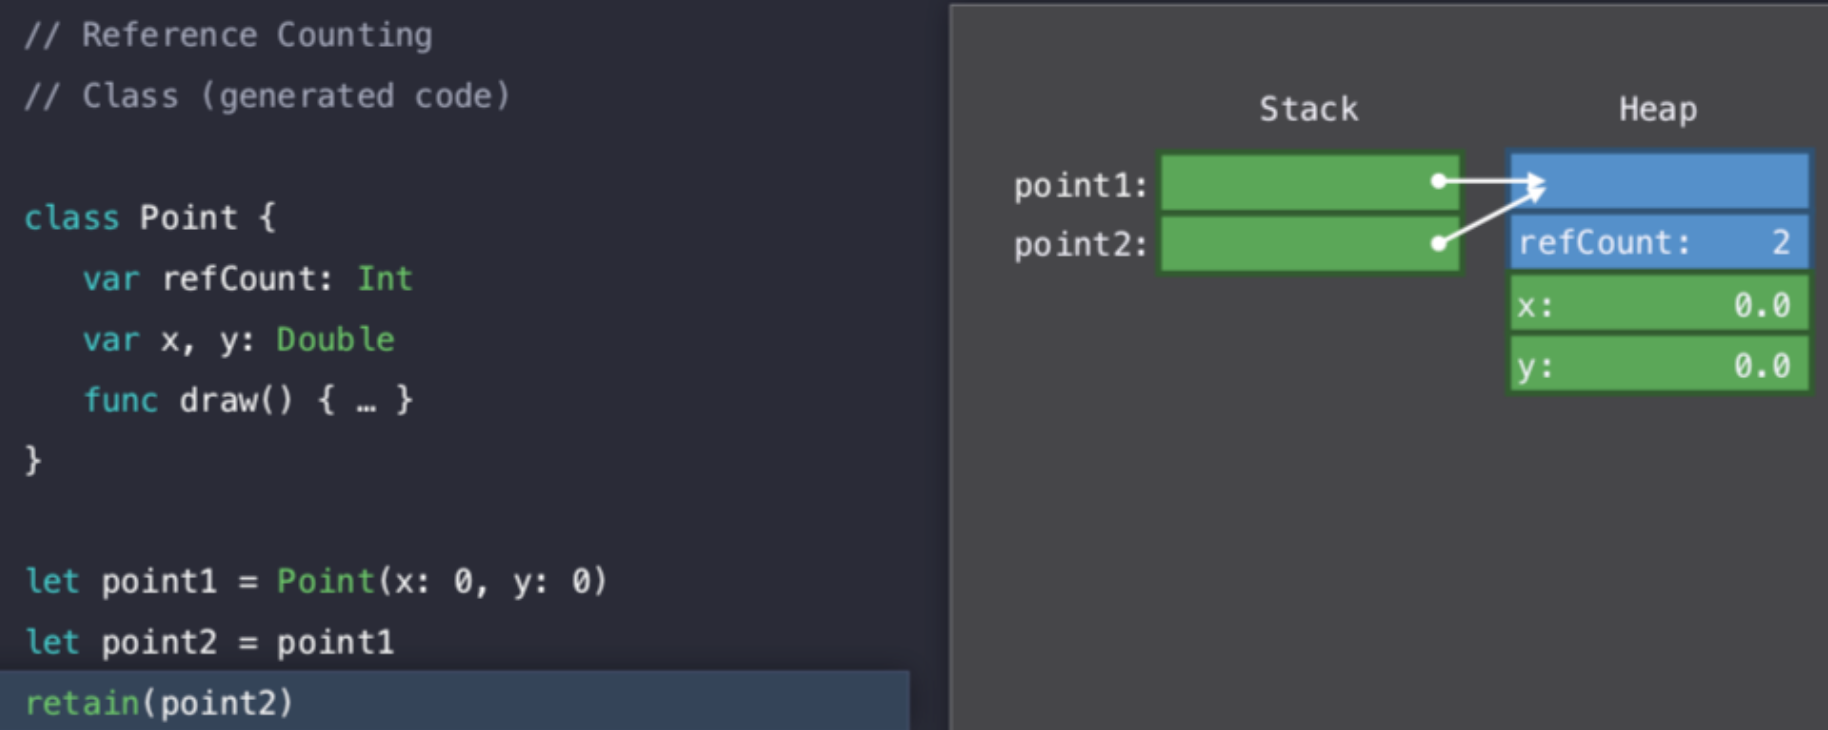 // Reference Counting
// Class (generated code)
class Point {
var refCount: Int
var x, y: Double
func draw() { … }
}
let point1 = Point(x: 0, y: 0)
let point2 = point1
retain(point2)
Stack Heap
point1:
point2:
refCount: 2
x: 0.0
y: 0.0